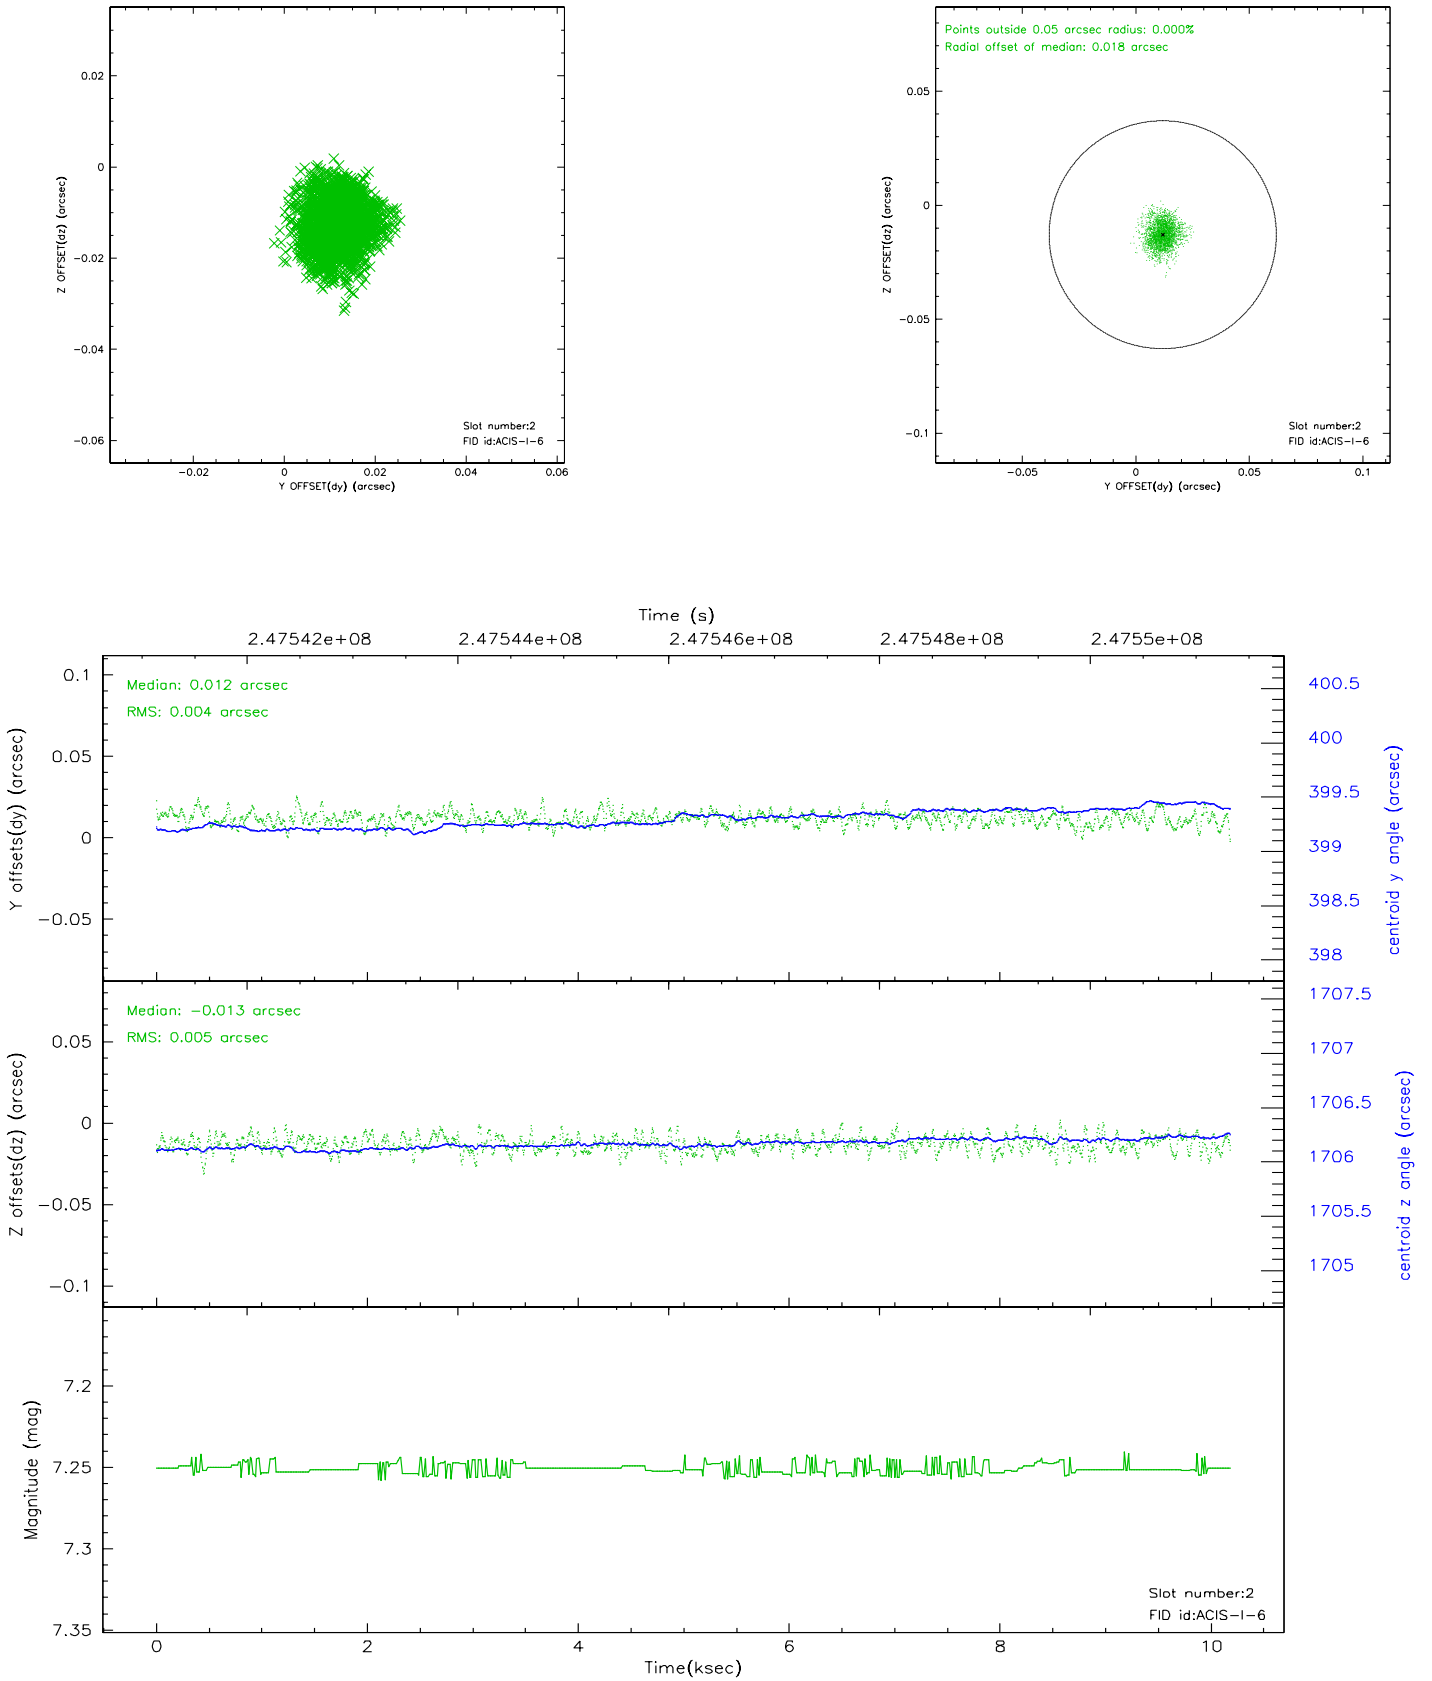 0.02
0
−0.02
−0.04
−0.06
Z OFFSET(dz) (arcsec)
Slot number:2
FID id:ACIS−I−6
−0.02 0 0.02 0.04 0.06
Y OFFSET(dy) (arcsec)
Points outside 0.05 arcsec radius: 0.000%
Radial offset of median: 0.018 arcsec
0.05
0
−0.05
−0.1
Z OFFSET(dz) (arcsec)
Slot number:2
FID id:ACIS−I−6
−0.05 0 0.05 0.1
Y OFFSET(dy) (arcsec)
Time (s)
2.47542e+08 2.47544e+08 2.47546e+08 2.47548e+08 2.4755e+08
Median: 0.012 arcsec
RMS: 0.004 arcsec
0.1
0.05
0
−0.05
Y offsets(dy) (arcsec)
400.5
400
399.5
399
398.5
398
centroid y angle (arcsec)
Median: −0.013 arcsec
RMS: 0.005 arcsec
0.05
0
−0.05
−0.1
Z offsets(dz) (arcsec)
1707.5
1707
1706.5
1706
1705.5
1705
centroid z angle (arcsec)
7.2
7.25
7.3
7.35
Magnitude (mag)
Slot number:2
FID id:ACIS−I−6
0 2 4 6 8 10
Time(ksec)